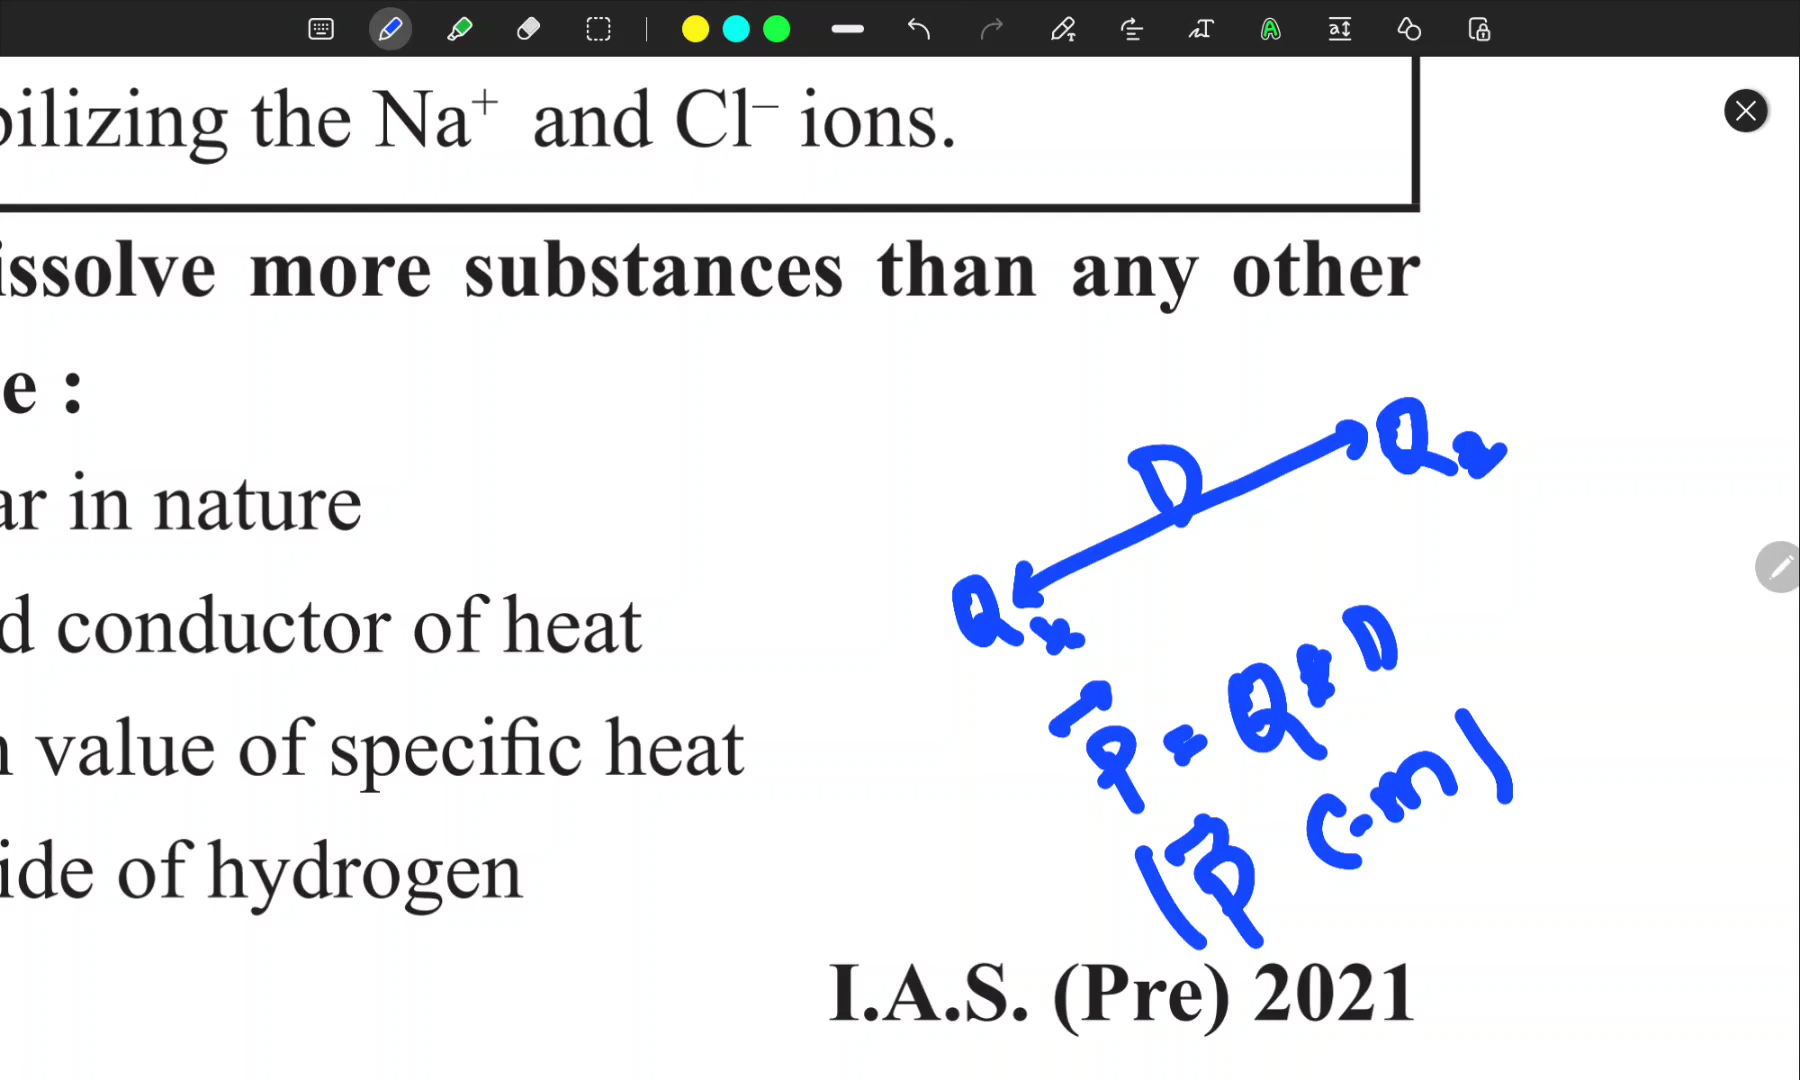 bilizing the Na⁺ and Cl⁻ ions.
issolve more substances than any other
e :
ar in nature
d conductor of heat
value of specific heat
ide of hydrogen
D
Q₂
Q
p⃗ = Q × D
(p⃗ C-m)
I.A.S. (Pre) 2021